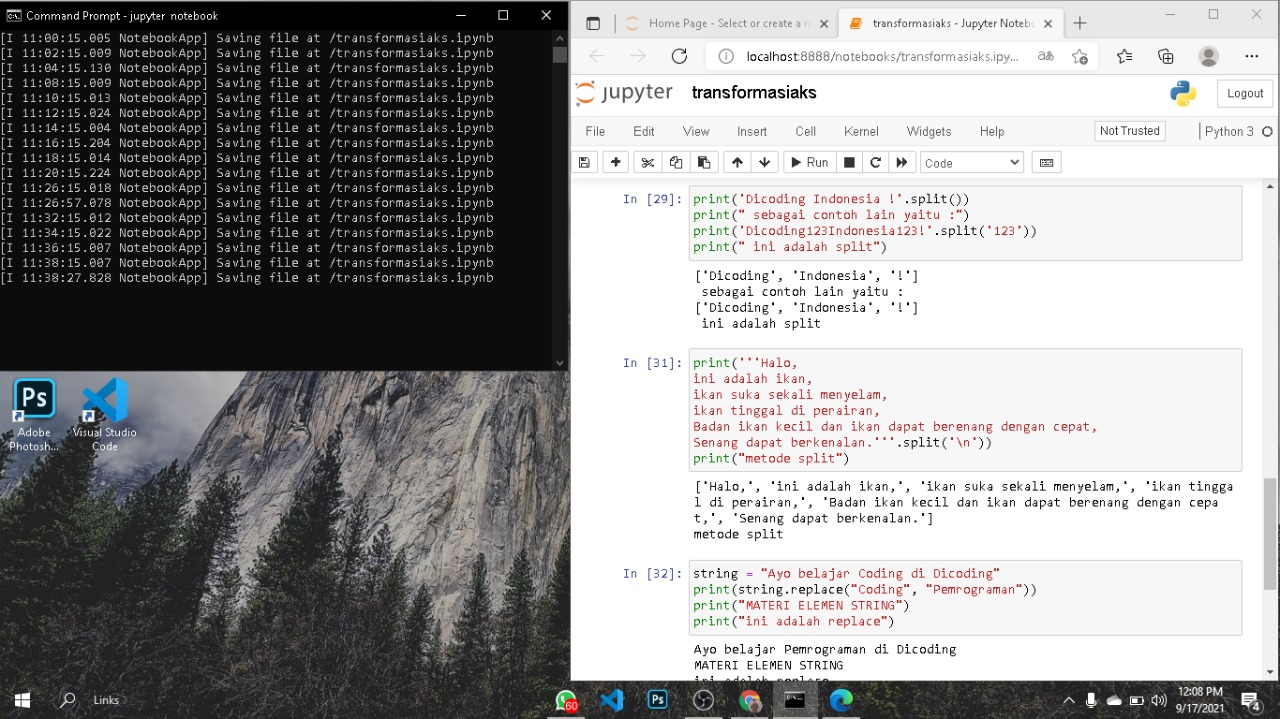 Command Prompt - jupyter notebook
[I 11:00:15.005 NotebookApp] Saving file at /transformasiaks.ipynb
[I 11:02:15.009 NotebookApp] Saving file at /transformasiaks.ipynb
[I 11:04:15.130 NotebookApp] Saving file at /transformasiaks.ipynb
[I 11:08:15.009 NotebookApp] Saving file at /transformasiaks.ipynb
[I 11:10:15.013 NotebookApp] Saving file at /transformasiaks.ipynb
[I 11:12:15.024 NotebookApp] Saving file at /transformasiaks.ipynb
[I 11:14:15.004 NotebookApp] Saving file at /transformasiaks.ipynb
[I 11:16:15.204 NotebookApp] Saving file at /transformasiaks.ipynb
[I 11:18:15.014 NotebookApp] Saving file at /transformasiaks.ipynb
[I 11:20:15.224 NotebookApp] Saving file at /transformasiaks.ipynb
[I 11:26:15.018 NotebookApp] Saving file at /transformasiaks.ipynb
[I 11:26:57.078 NotebookApp] Saving file at /transformasiaks.ipynb
[I 11:32:15.012 NotebookApp] Saving file at /transformasiaks.ipynb
[I 11:34:15.022 NotebookApp] Saving file at /transformasiaks.ipynb
[I 11:36:15.007 NotebookApp] Saving file at /transformasiaks.ipynb
[I 11:38:15.007 NotebookApp] Saving file at /transformasiaks.ipynb
[I 11:38:27.828 NotebookApp] Saving file at /transformasiaks.ipynb
Ps
Adobe Photosh...
Visual Studio Code
Home Page - Select or create a n
transformasiaks - Jupyter Noteb
localhost:8888/notebooks/transformasiaks.ipy...
jupyter transformasiaks
Logout
File Edit View Insert Cell Kernel Widgets Help
Not Trusted
Python 3
Run
Code
In [29]:
print('Dicoding Indonesia !'.split())
print(" sebagai contoh lain yaitu :")
print('Dicoding123Indonesia123!'.split('123'))
print(" ini adalah split")
['Dicoding', 'Indonesia', '!']
 sebagai contoh lain yaitu :
['Dicoding', 'Indonesia', '!']
 ini adalah split
In [31]:
print('''Halo,
ini adalah ikan,
ikan suka sekali menyelam,
ikan tinggal di perairan,
Badan ikan kecil dan ikan dapat berenang dengan cepat,
Senang dapat berkenalan.'''.split('\n'))
print("metode split")
['Halo,', 'ini adalah ikan,', 'ikan suka sekali menyelam,', 'ikan tingga
l di perairan,', 'Badan ikan kecil dan ikan dapat berenang dengan cepa
t,', 'Senang dapat berkenalan.']
metode split
In [32]:
string = "Ayo belajar Coding di Dicoding"
print(string.replace("Coding", "Pemrograman"))
print("MATERI ELEMEN STRING")
print("ini adalah replace")
Ayo belajar Pemrograman di Dicoding
MATERI ELEMEN STRING
ini adalah replace
Links
60
Ps
12:08 PM
9/17/2021
4